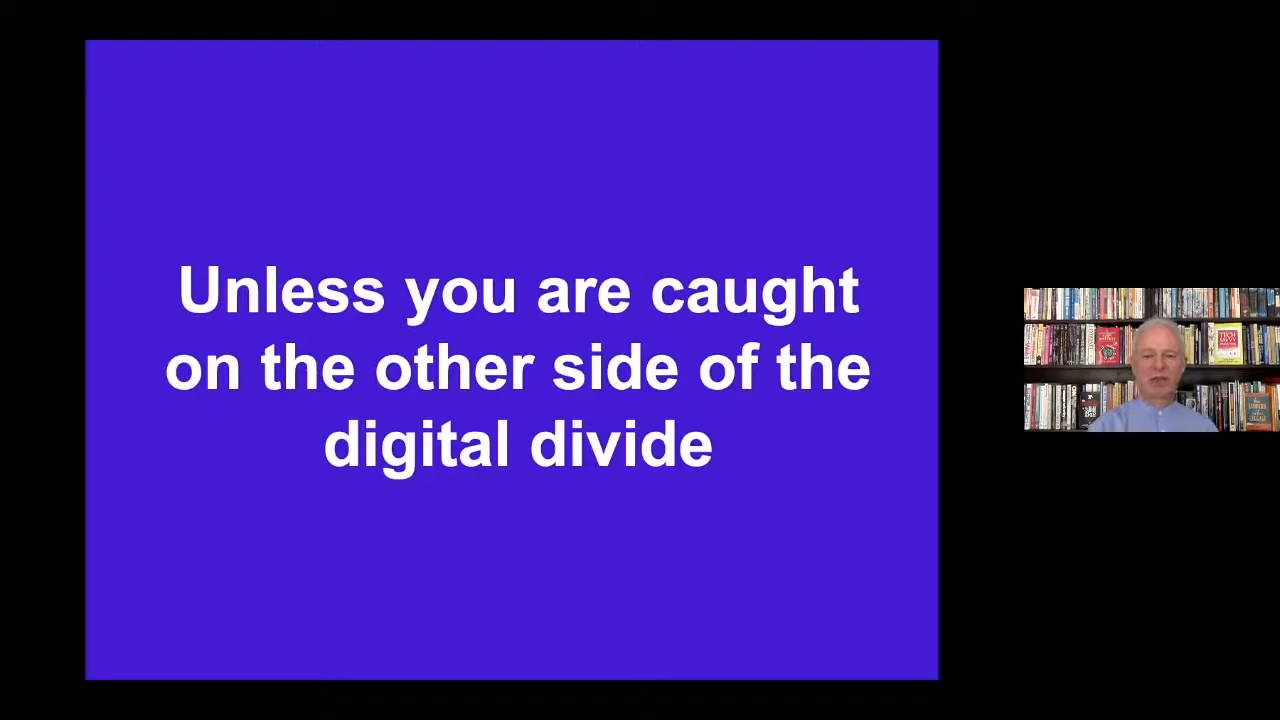 Unless you are caught
on the other side of the
digital divide